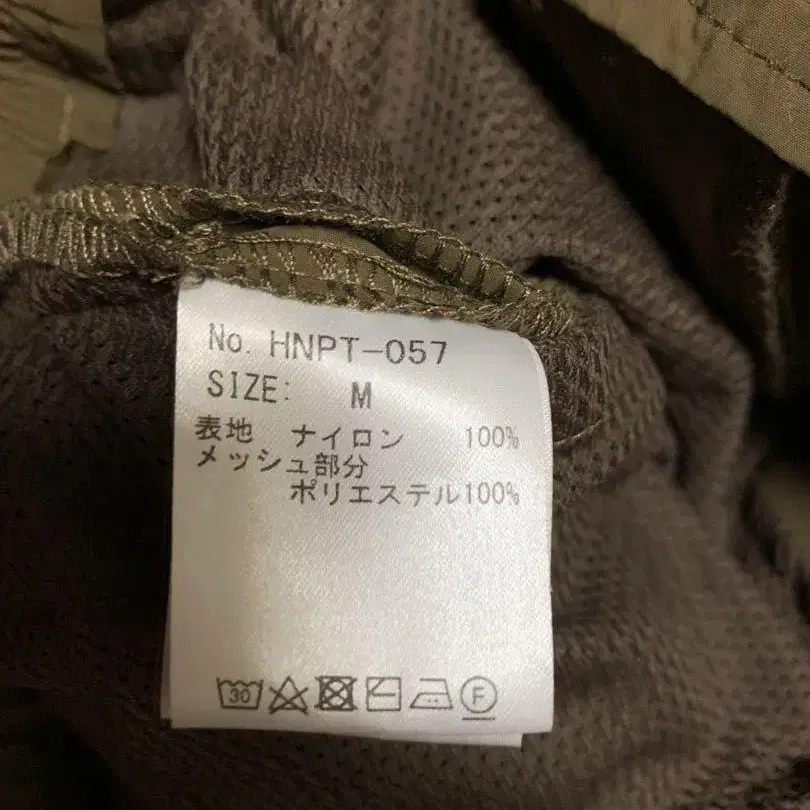 No. HNPT-057
SIZE: M
表地 ナイロン 100%
メッシュ部分
ポリエステル100%
30 F